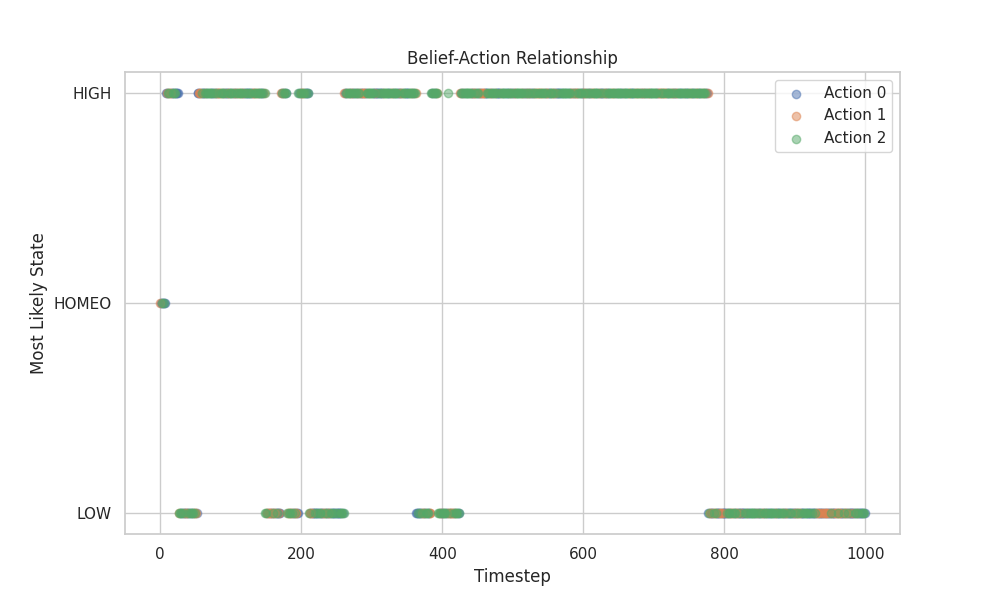 Belief-Action Relationship
HIGH
HOMEO
LOW
Most Likely State
Action 0
Action 1
Action 2
0
200
400
600
800
1000
Timestep